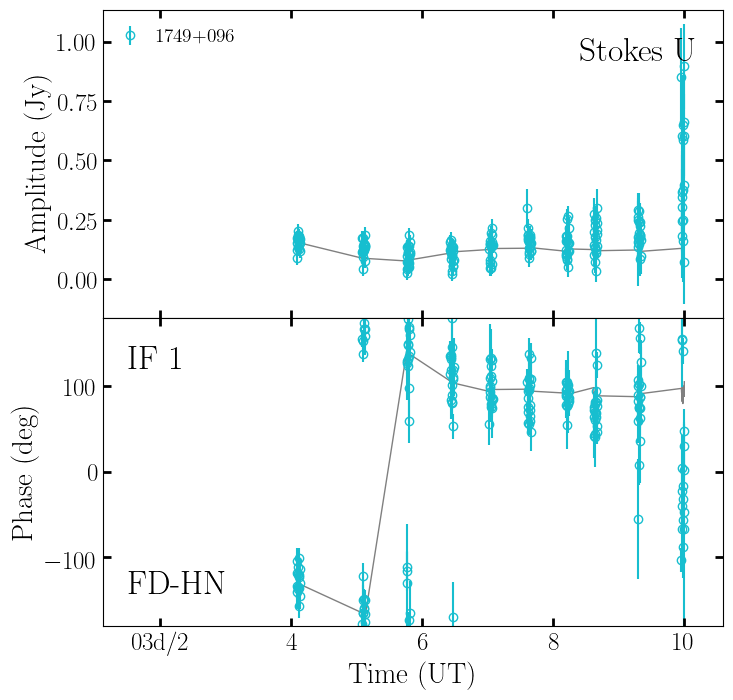 1749+096
Stokes U
1.00
0.75
0.50
0.25
0.00
Amplitude (Jy)
IF 1
100
0
−100
Phase (deg)
FD-HN
03d/2 4 6 8 10
Time (UT)